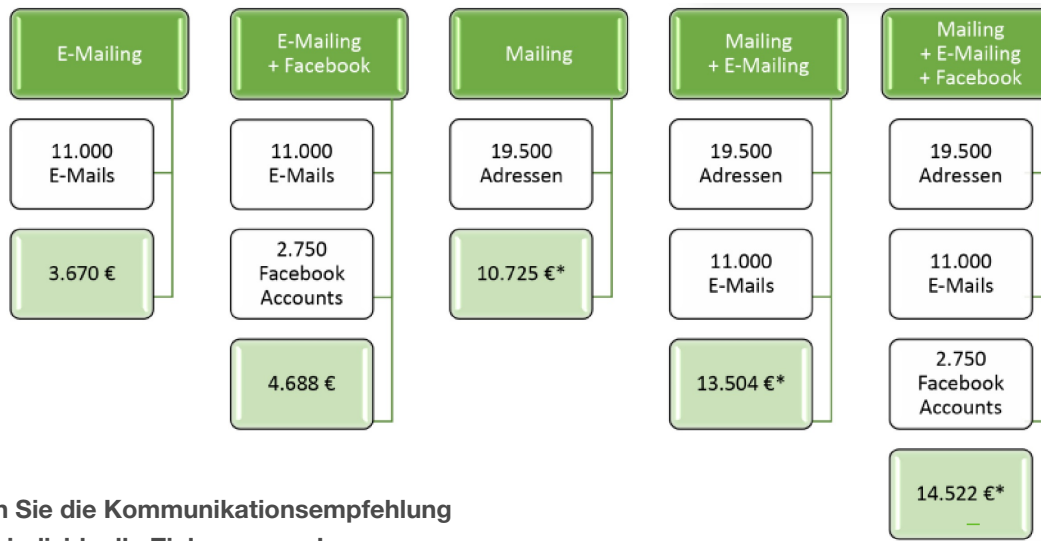 E-Mailing
11.000
E-Mails
3.670 €
E-Mailing
+ Facebook
11.000
E-Mails
2.750
Facebook
Accounts
4.688 €
Mailing
19.500
Adressen
10.725 €*
Mailing
+ E-Mailing
19.500
Adressen
11.000
E-Mails
13.504 €*
Mailing
+ E-Mailing
+ Facebook
19.500
Adressen
11.000
E-Mails
2.750
Facebook
Accounts
14.522 €*
Sie die Kommunikationsempfehlung